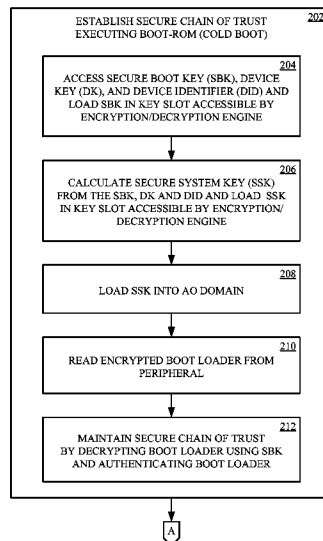 202
ESTABLISH SECURE CHAIN OF TRUST
EXECUTING BOOT-ROM (COLD BOOT)
204
ACCESS SECURE BOOT KEY (SBK), DEVICE
KEY (DK), AND DEVICE IDENTIFIER (DID) AND
LOAD SBK IN KEY SLOT ACCESSIBLE BY
ENCRYPTION/DECRYPTION ENGINE
206
CALCULATE SECURE SYSTEM KEY (SSK)
FROM THE SBK, DK AND DID AND LOAD SSK
IN KEY SLOT ACCESSIBLE BY ENCRYPTION/
DECRYPTION ENGINE
208
LOAD SSK INTO AO DOMAIN
210
READ ENCRYPTED BOOT LOADER FROM
PERIPHERAL
212
MAINTAIN SECURE CHAIN OF TRUST
BY DECRYPTING BOOT LOADER USING SBK
AND AUTHENTICATING BOOT LOADER
A